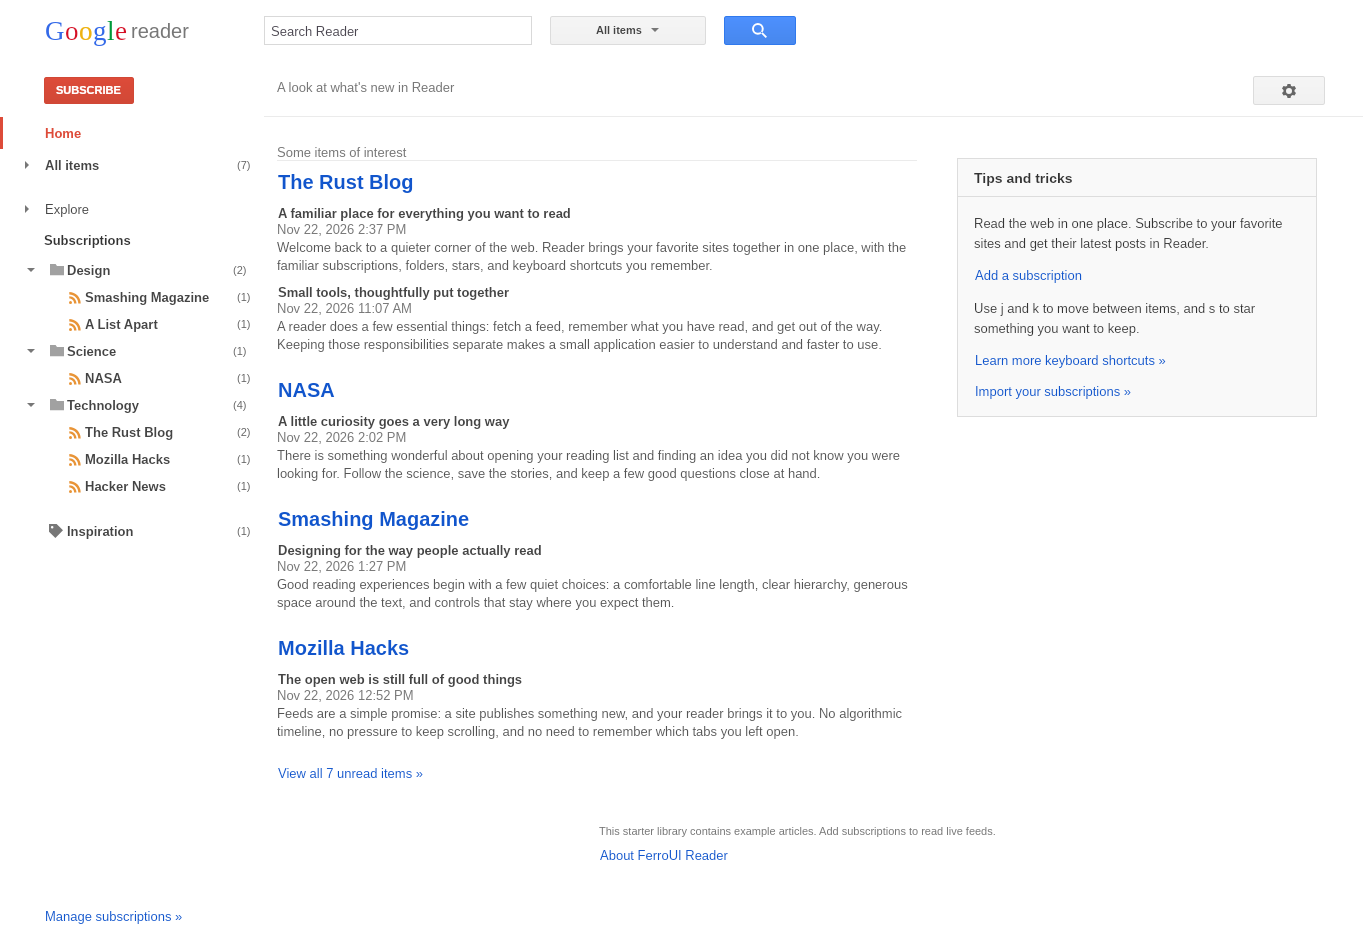 Google reader
Search Reader
All items
SUBSCRIBE
A look at what's new in Reader
Home
All items (7)
Explore
Subscriptions
Design (2)
Smashing Magazine (1)
A List Apart (1)
Science (1)
NASA (1)
Technology (4)
The Rust Blog (2)
Mozilla Hacks (1)
Hacker News (1)
Inspiration (1)
Some items of interest
The Rust Blog
A familiar place for everything you want to read
Nov 22, 2026 2:37 PM
Welcome back to a quieter corner of the web. Reader brings your favorite sites together in one place, with the
familiar subscriptions, folders, stars, and keyboard shortcuts you remember.
Small tools, thoughtfully put together
Nov 22, 2026 11:07 AM
A reader does a few essential things: fetch a feed, remember what you have read, and get out of the way.
Keeping those responsibilities separate makes a small application easier to understand and faster to use.
NASA
A little curiosity goes a very long way
Nov 22, 2026 2:02 PM
There is something wonderful about opening your reading list and finding an idea you did not know you were
looking for. Follow the science, save the stories, and keep a few good questions close at hand.
Smashing Magazine
Designing for the way people actually read
Nov 22, 2026 1:27 PM
Good reading experiences begin with a few quiet choices: a comfortable line length, clear hierarchy, generous
space around the text, and controls that stay where you expect them.
Mozilla Hacks
The open web is still full of good things
Nov 22, 2026 12:52 PM
Feeds are a simple promise: a site publishes something new, and your reader brings it to you. No algorithmic
timeline, no pressure to keep scrolling, and no need to remember which tabs you left open.
View all 7 unread items »
Tips and tricks
Read the web in one place. Subscribe to your favorite
sites and get their latest posts in Reader.
Add a subscription
Use j and k to move between items, and s to star
something you want to keep.
Learn more keyboard shortcuts »
Import your subscriptions »
This starter library contains example articles. Add subscriptions to read live feeds.
About FerroUI Reader
Manage subscriptions »